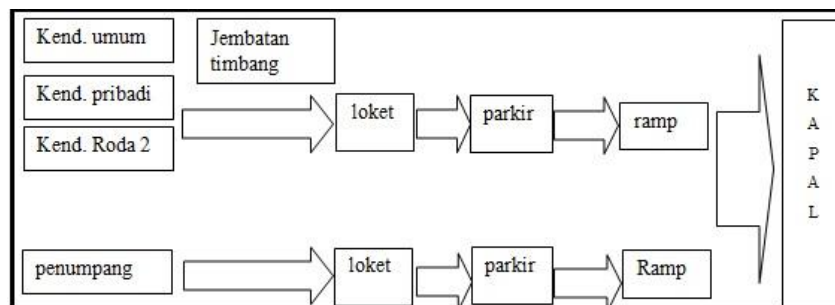 Kend. umum
Jembatan
timbang
Kend. pribadi
Kend. Roda 2
loket
parkir
ramp
K
A
P
A
L
penumpang
loket
parkir
Ramp